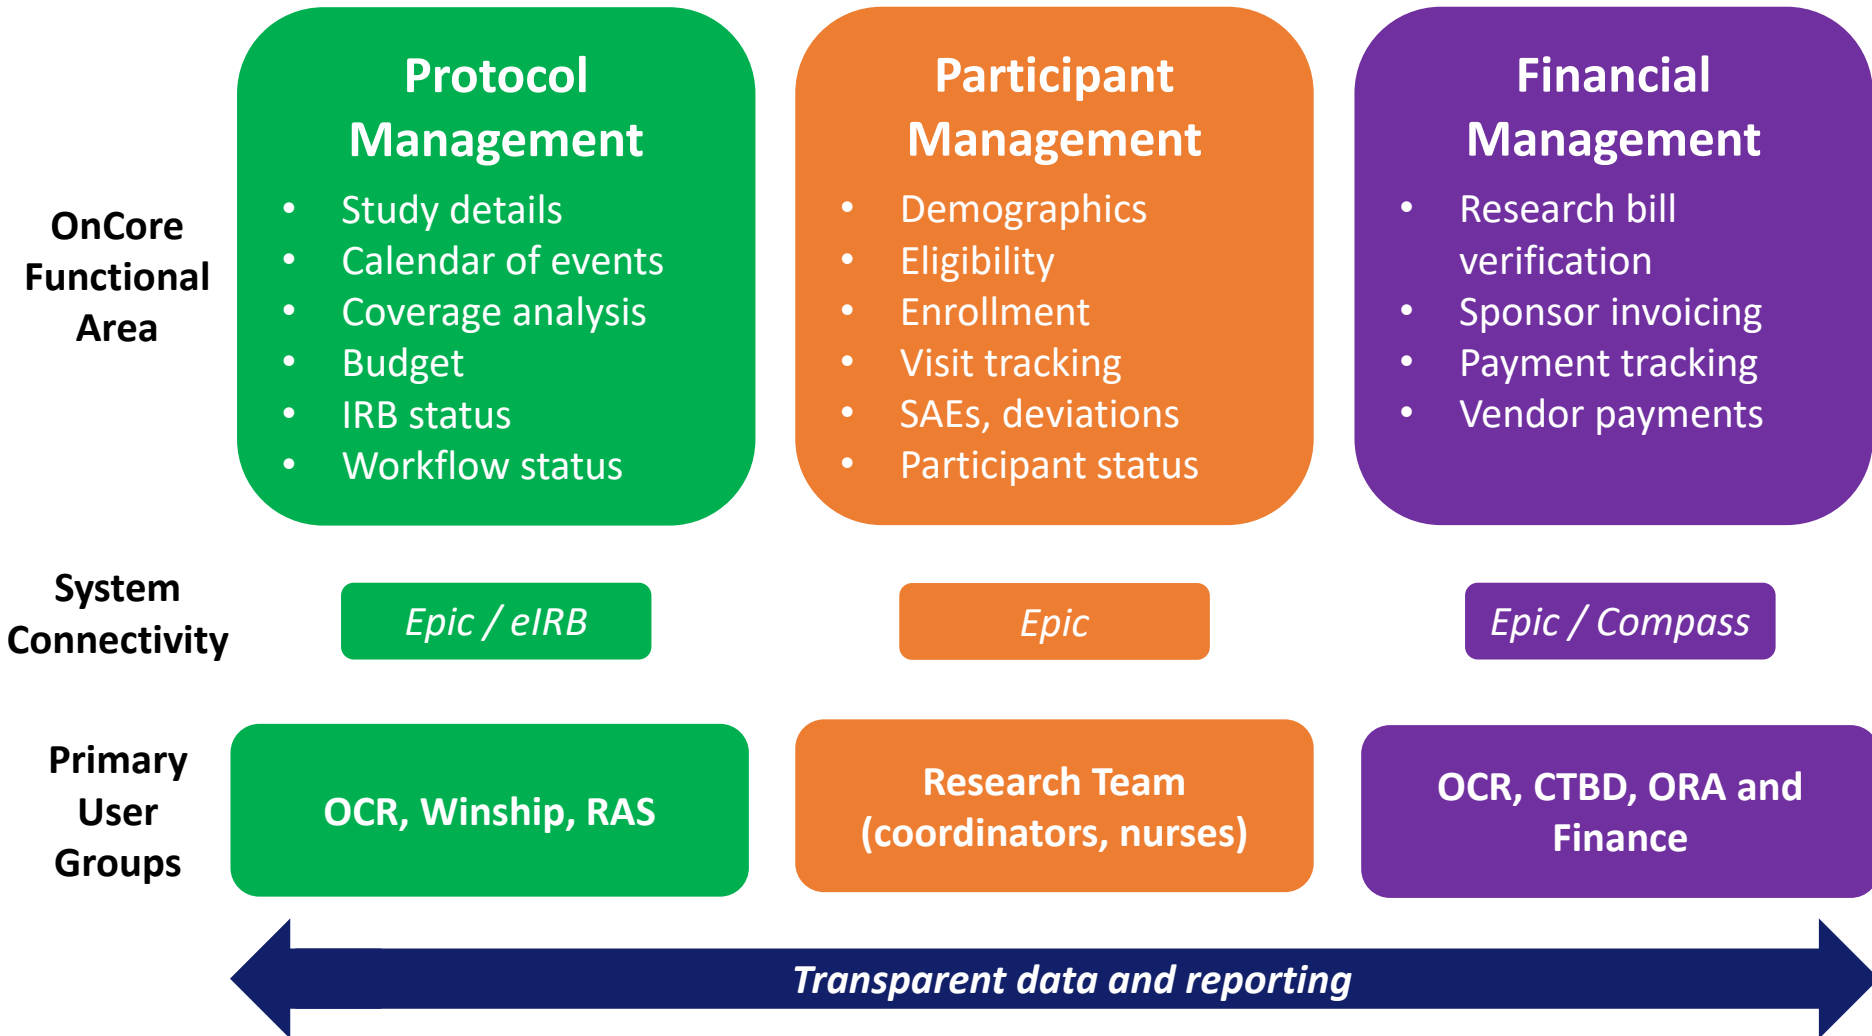 OnCore
Functional
Area
Protocol
Management
• Study details
• Calendar of events
• Coverage analysis
• Budget
• IRB status
• Workflow status
Participant
Management
• Demographics
• Eligibility
• Enrollment
• Visit tracking
• SAEs, deviations
• Participant status
Financial
Management
• Research bill
verification
• Sponsor invoicing
• Payment tracking
• Vendor payments
System
Connectivity
Epic / eIRB
Epic
Epic / Compass
Primary
User
Groups
OCR, Winship, RAS
Research Team
(coordinators, nurses)
OCR, CTBD, ORA and
Finance
Transparent data and reporting